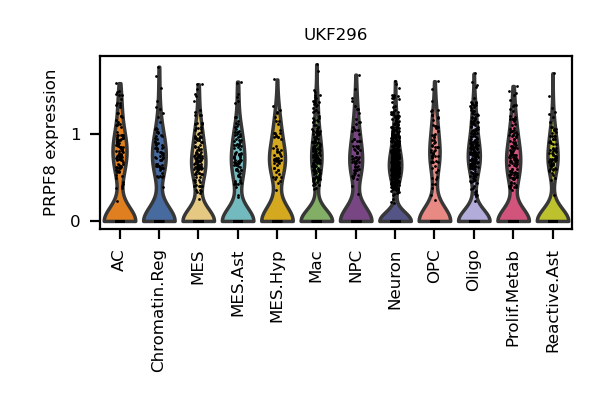 UKF296
PRPF8 expression
1
0
AC
Chromatin.Reg
MES
MES.Ast
MES.Hyp
Mac
NPC
Neuron
OPC
Oligo
Prolif.Metab
Reactive.Ast